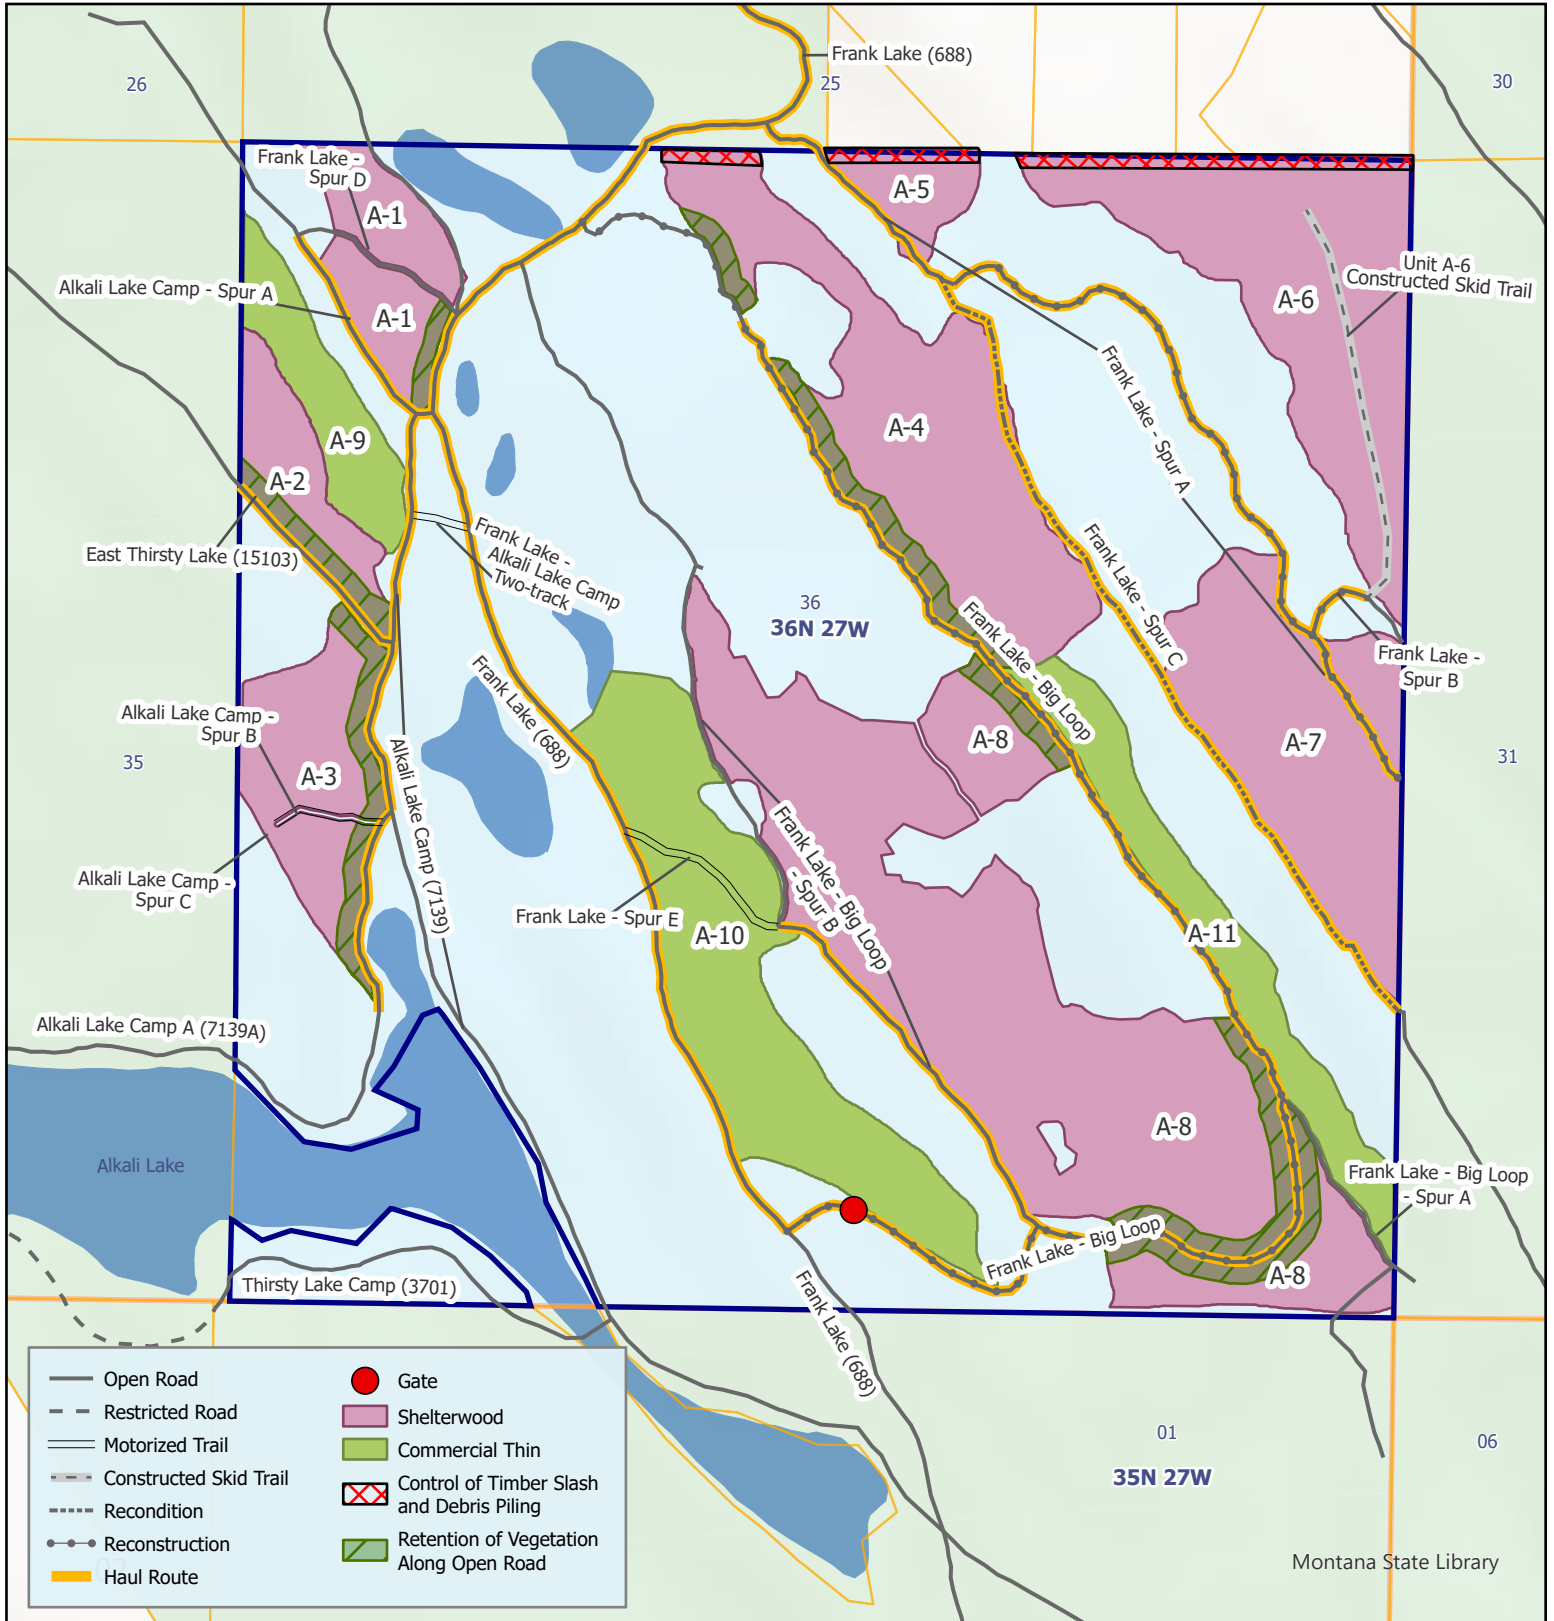 Frank Lake (688)
26
25
30
Frank Lake -
Spur D
A-1
A-5
Unit A-6
Constructed Skid Trail
Alkali Lake Camp - Spur A
A-1
A-6
Frank Lake - Spur A
A-4
A-9
A-2
East Thirsty Lake (15103)
Frank Lake -
Alkali Lake Camp
Two-track
Frank Lake - Spur C
36
36N 27W
Frank Lake - Big Loop
Frank Lake -
Spur B
Frank Lake (688)
Alkali Lake Camp -
Spur B
35
A-3
A-8
A-7
31
Alkali Lake Camp (7139)
Frank Lake - Big Loop
- Spur B
Alkali Lake Camp -
Spur C
Frank Lake - Spur E
A-10
A-11
Alkali Lake Camp A (7139A)
A-8
Alkali Lake
Frank Lake - Big Loop
- Spur A
Frank Lake - Big Loop
A-8
Thirsty Lake Camp (3701)
Frank Lake (688)
Open Road
Restricted Road
Motorized Trail
Constructed Skid Trail
Recondition
Reconstruction
Haul Route
Gate
Shelterwood
Commercial Thin
Control of Timber Slash
and Debris Piling
Retention of Vegetation
Along Open Road
02
01
06
35N 27W
Montana State Library